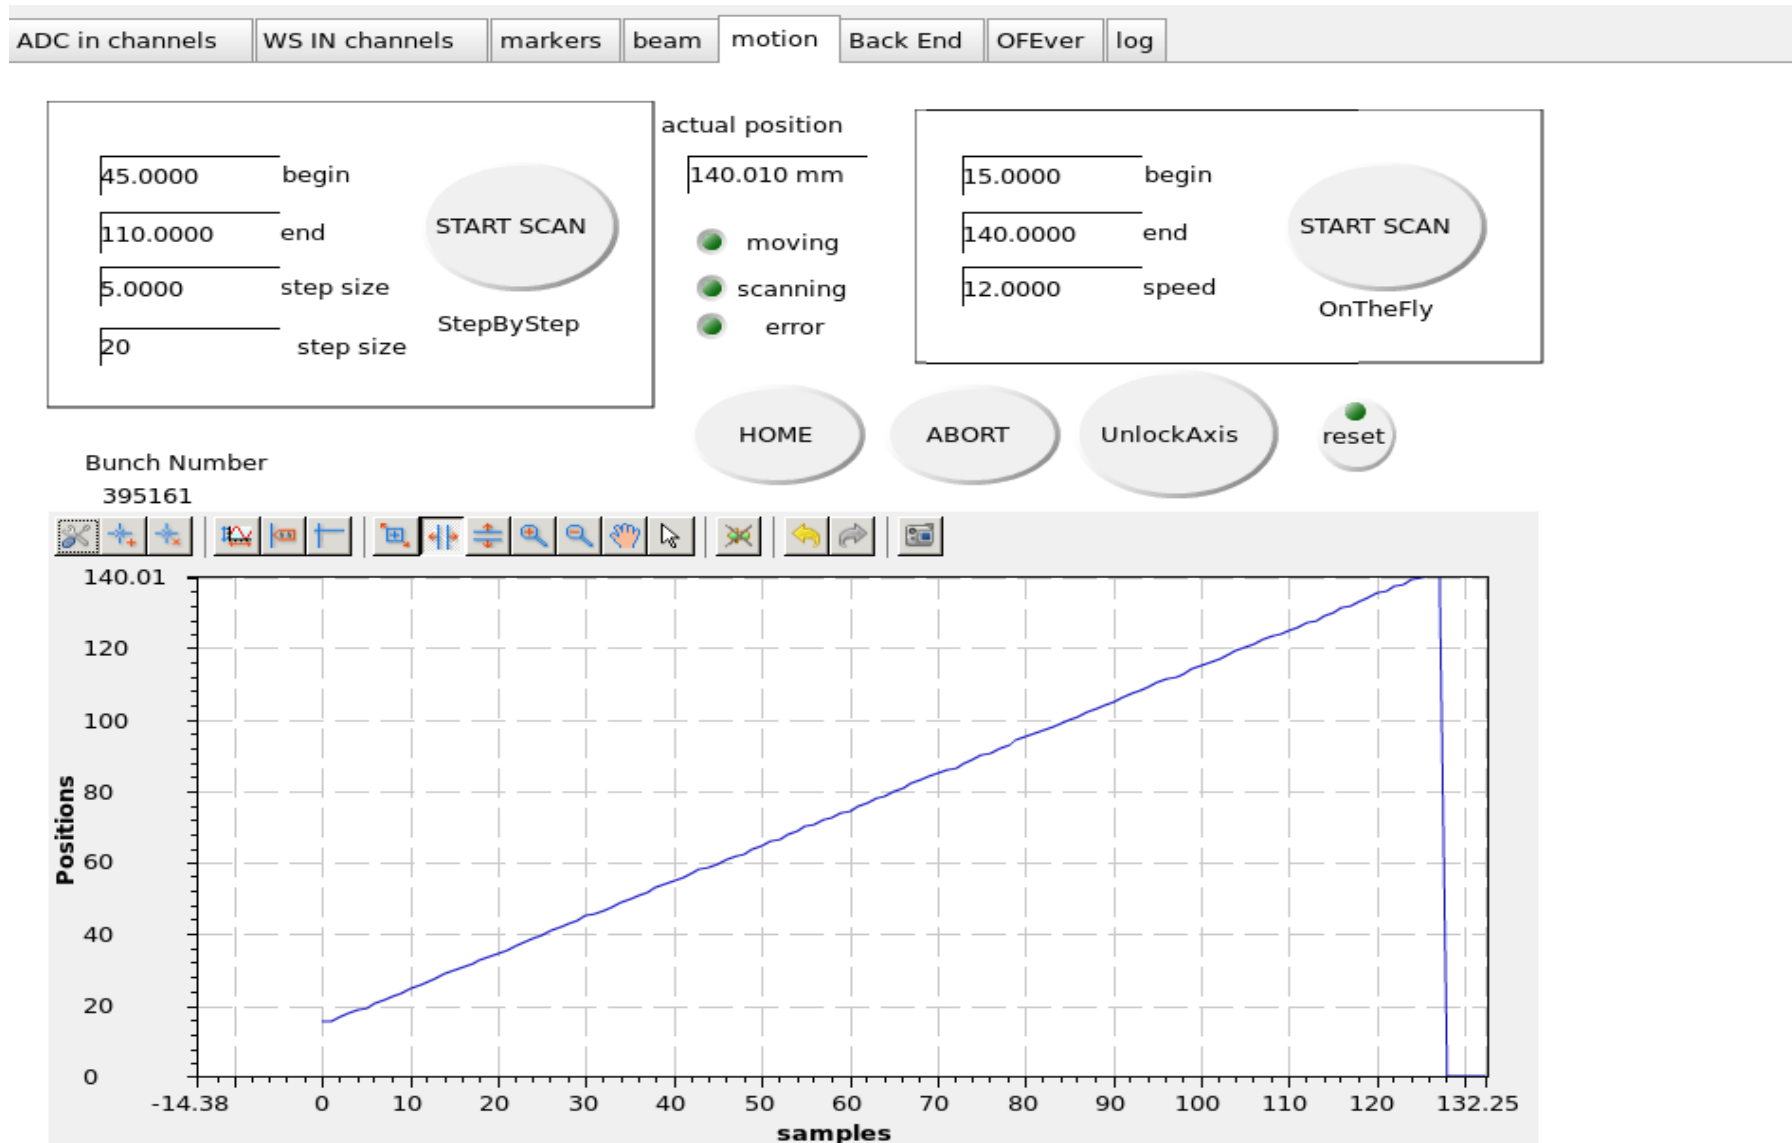 ADC in channels WS IN channels markers beam motion Back End OFEver log
45.0000 begin
110.0000 end
5.0000 step size
20 step size
START SCAN
StepByStep
actual position
140.010 mm
moving
scanning
error
15.0000 begin
140.0000 end
12.0000 speed
START SCAN
OnTheFly
HOME ABORT UnlockAxis reset
Bunch Number
395161
140.01
120
100
80
60
40
20
0
Positions
-14.38 0 10 20 30 40 50 60 70 80 90 100 110 120 132.25
samples